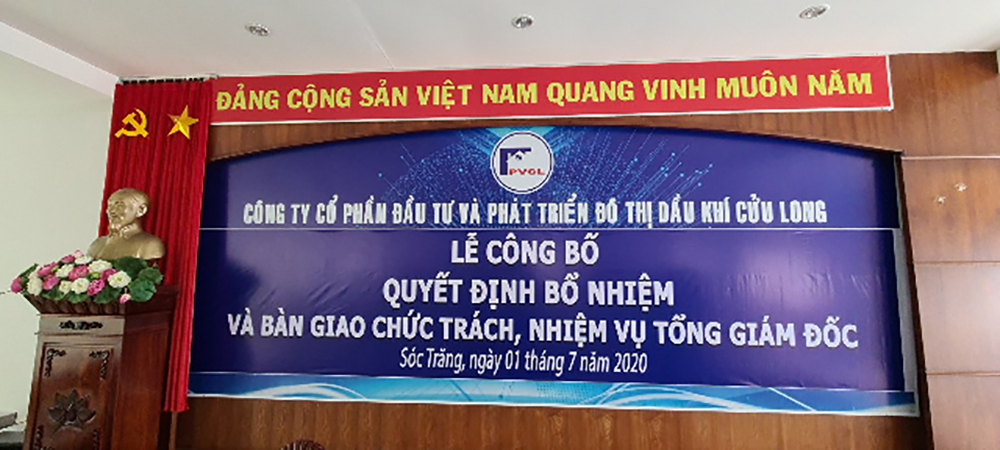 ĐẢNG CỘNG SẢN VIỆT NAM QUANG VINH MUÔN NĂM
PVCL
CÔNG TY CỔ PHẦN ĐẦU TƯ VÀ PHÁT TRIỂN ĐÔ THỊ DẦU KHÍ CỬU LONG
LỄ CÔNG BỐ
QUYẾT ĐỊNH BỔ NHIỆM
VÀ BÀN GIAO CHỨC TRÁCH, NHIỆM VỤ TỔNG GIÁM ĐỐC
Sóc Trăng, ngày 01 tháng 7 năm 2020